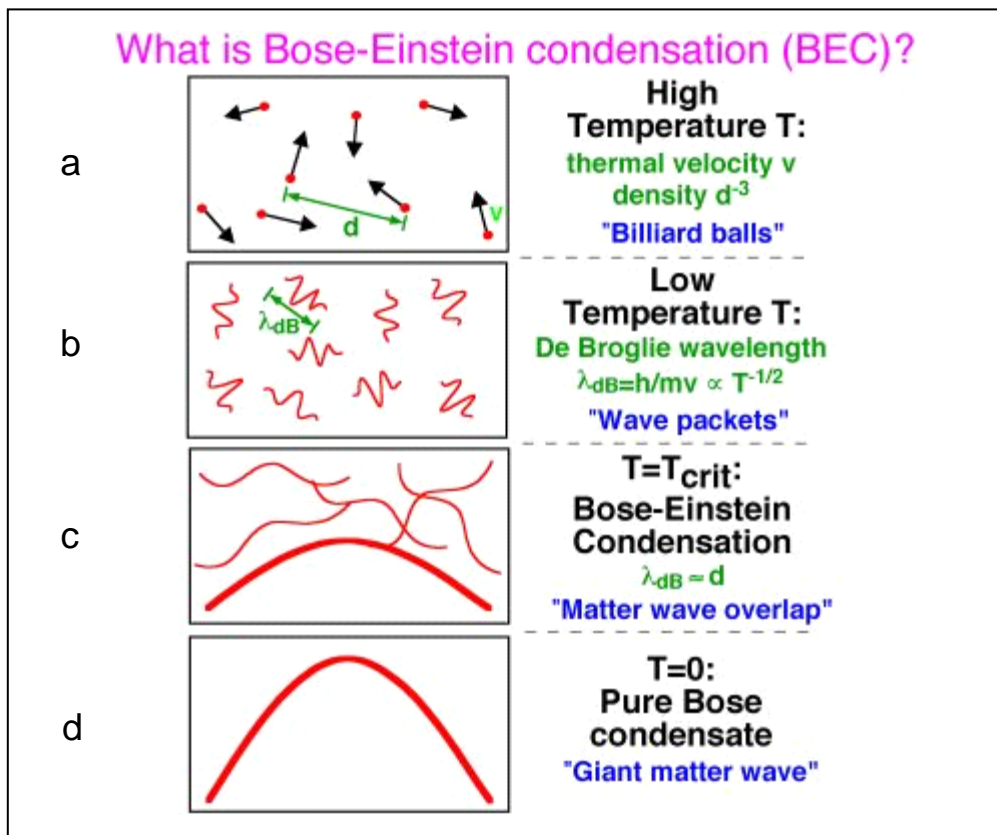 What is Bose-Einstein condensation (BEC)?
a
d
v
High
Temperature T:
thermal velocity v
density d⁻³
"Billiard balls"
b
λdB
Low
Temperature T:
De Broglie wavelength
λdB=h/mv ∝ T⁻¹/²
"Wave packets"
c
T=Tcrit:
Bose-Einstein
Condensation
λdB ≈ d
"Matter wave overlap"
d
T=0:
Pure Bose
condensate
"Giant matter wave"